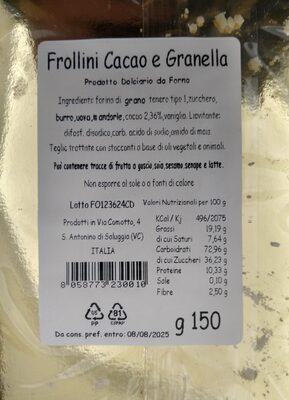 Frollini Cacao e Granella
Prodotto Dolciario da Forno
Ingredienti: farina di grano tenero tipo 1, zucchero,
burro, uova, mandorle, cacao 2,36%, vaniglia. Lievitante:
difosf. disodico, carb. acido di sodio, amido di mais.
Teglie trattate con staccanti a base di oli vegetali e animali.
Può contenere tracce di frutta a guscio, soia, sesamo, senape e latte.
Non esporre al sole o a fonti di calore
Lotto FO123624CD
Prodotti in Via Comotto, 4
S. Antonino di Saluggia (VC)
ITALIA
8 058773 230010
Valori Nutrizionali per 100 g
KCal / Kj 496/2075
Grassi 19,19 g
di cui Saturi 7,64 g
Carboidrati 72,96 g
di cui Zuccheri 36,23 g
Proteine 10,33 g
Sale 0,10 g
Fibre 2,50 g
05
PP
81
C/PAP
g 150
Da cons. pref. entro: 08/08/2025